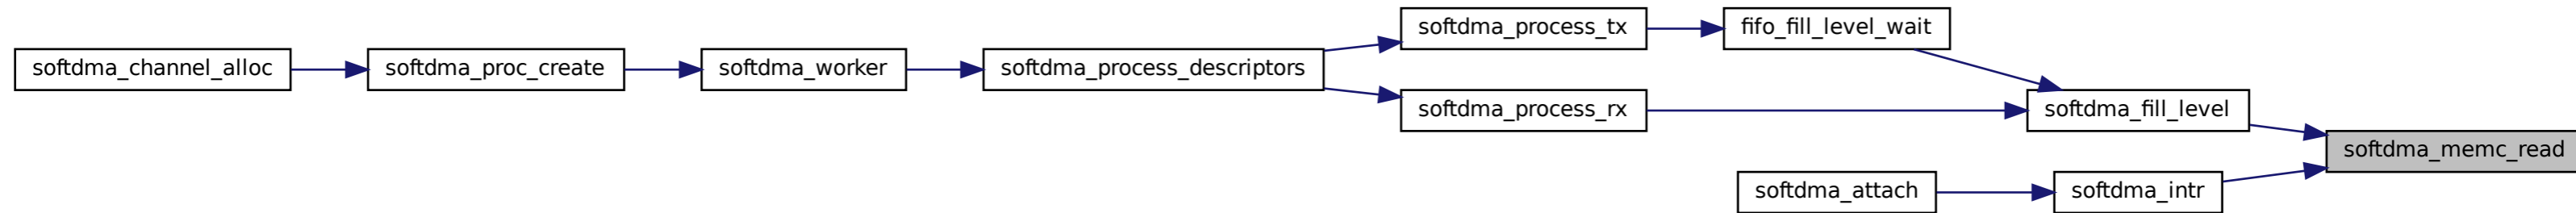 softdma_channel_alloc
softdma_proc_create
softdma_worker
softdma_process_descriptors
softdma_process_tx
fifo_fill_level_wait
softdma_process_rx
softdma_fill_level
softdma_memc_read
softdma_attach
softdma_intr